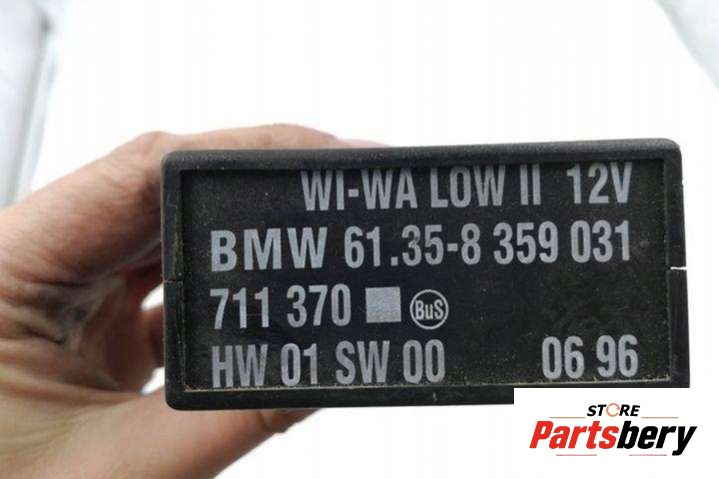 WI-WA LOW II 12V
BMW 61.35-8 359 031
711 370 BuS
HW 01 SW 00 06 96
STORE
Partsbery